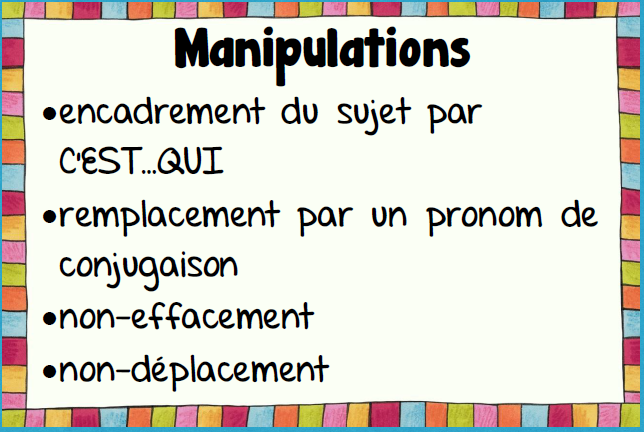 Manipulations
•encadrement du sujet par
C'EST...QUI
•remplacement par un pronom de
conjugaison
•non-effacement
•non-déplacement